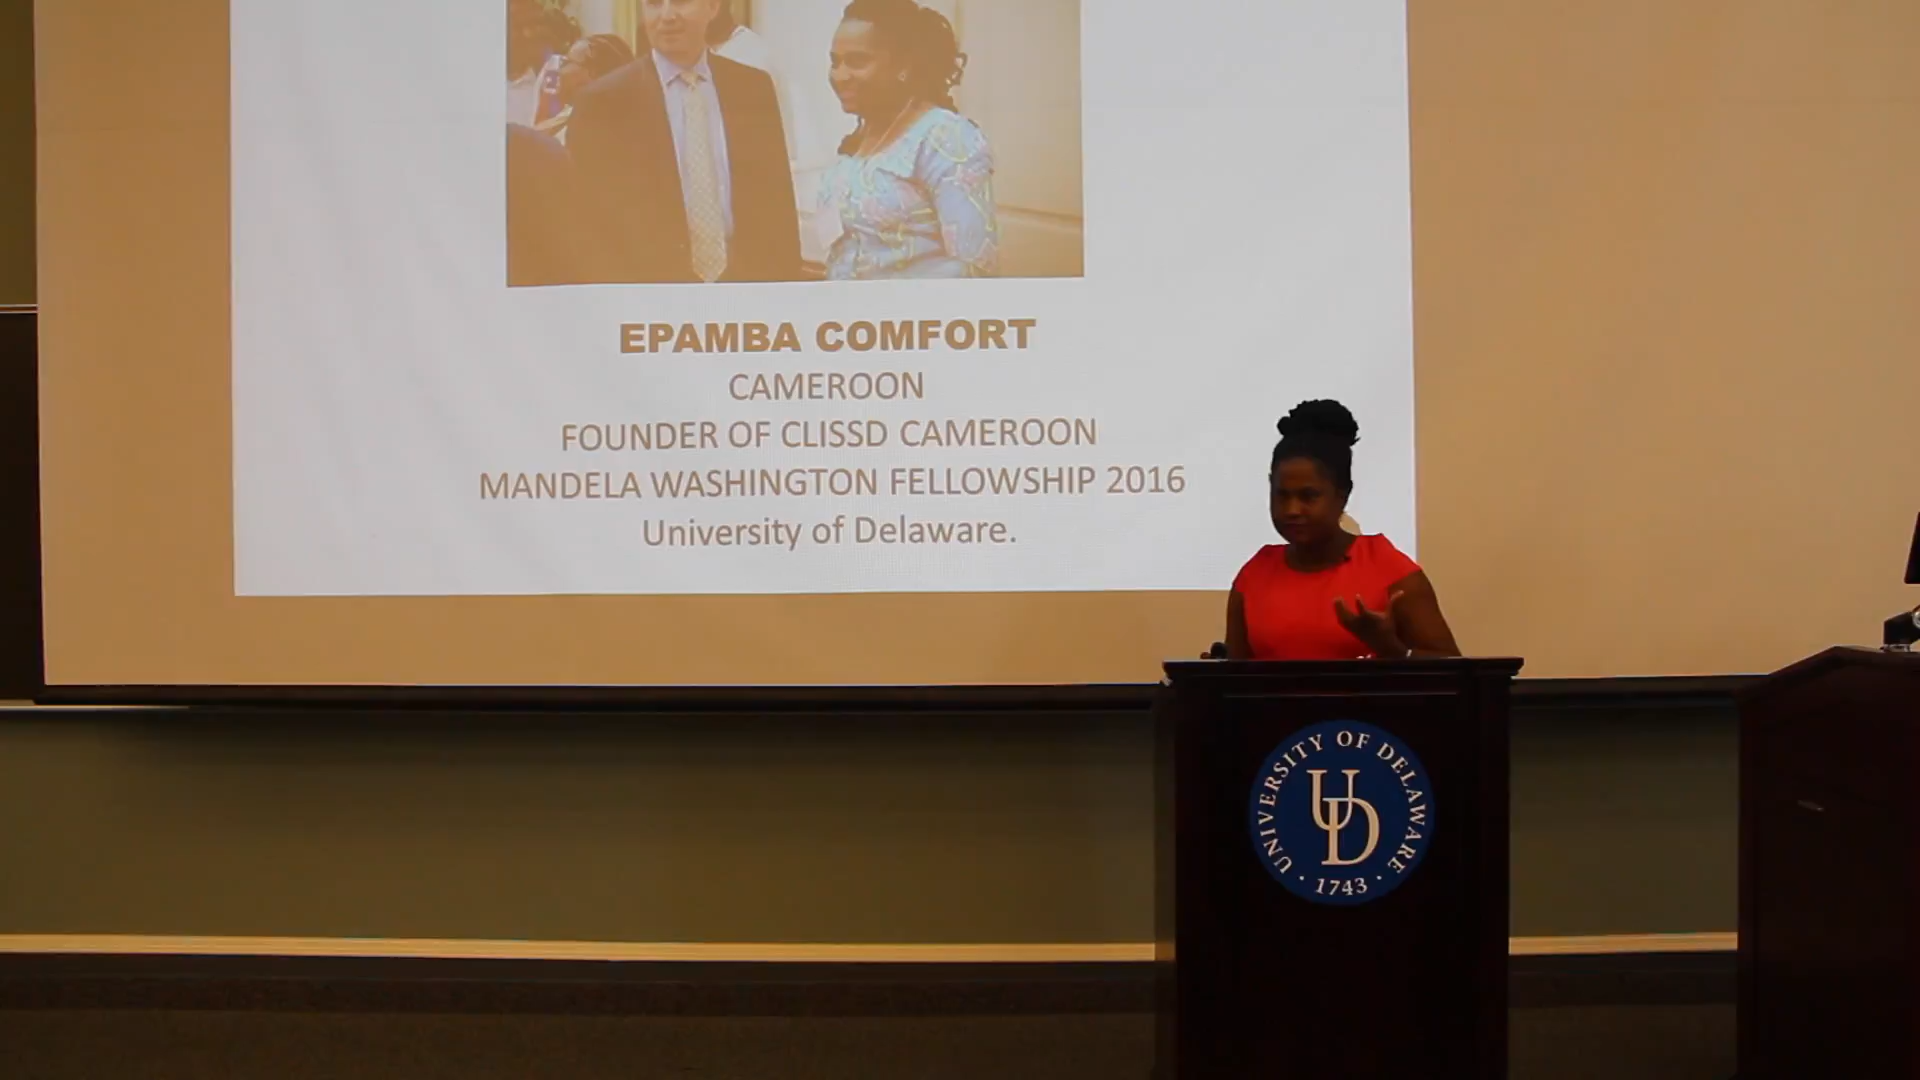 EPAMBA COMFORT
CAMEROON
FOUNDER OF CLISSD CAMEROON
MANDELA WASHINGTON FELLOWSHIP 2016
University of Delaware.
UNIVERSITY OF DELAWARE
UD
· 1743 ·